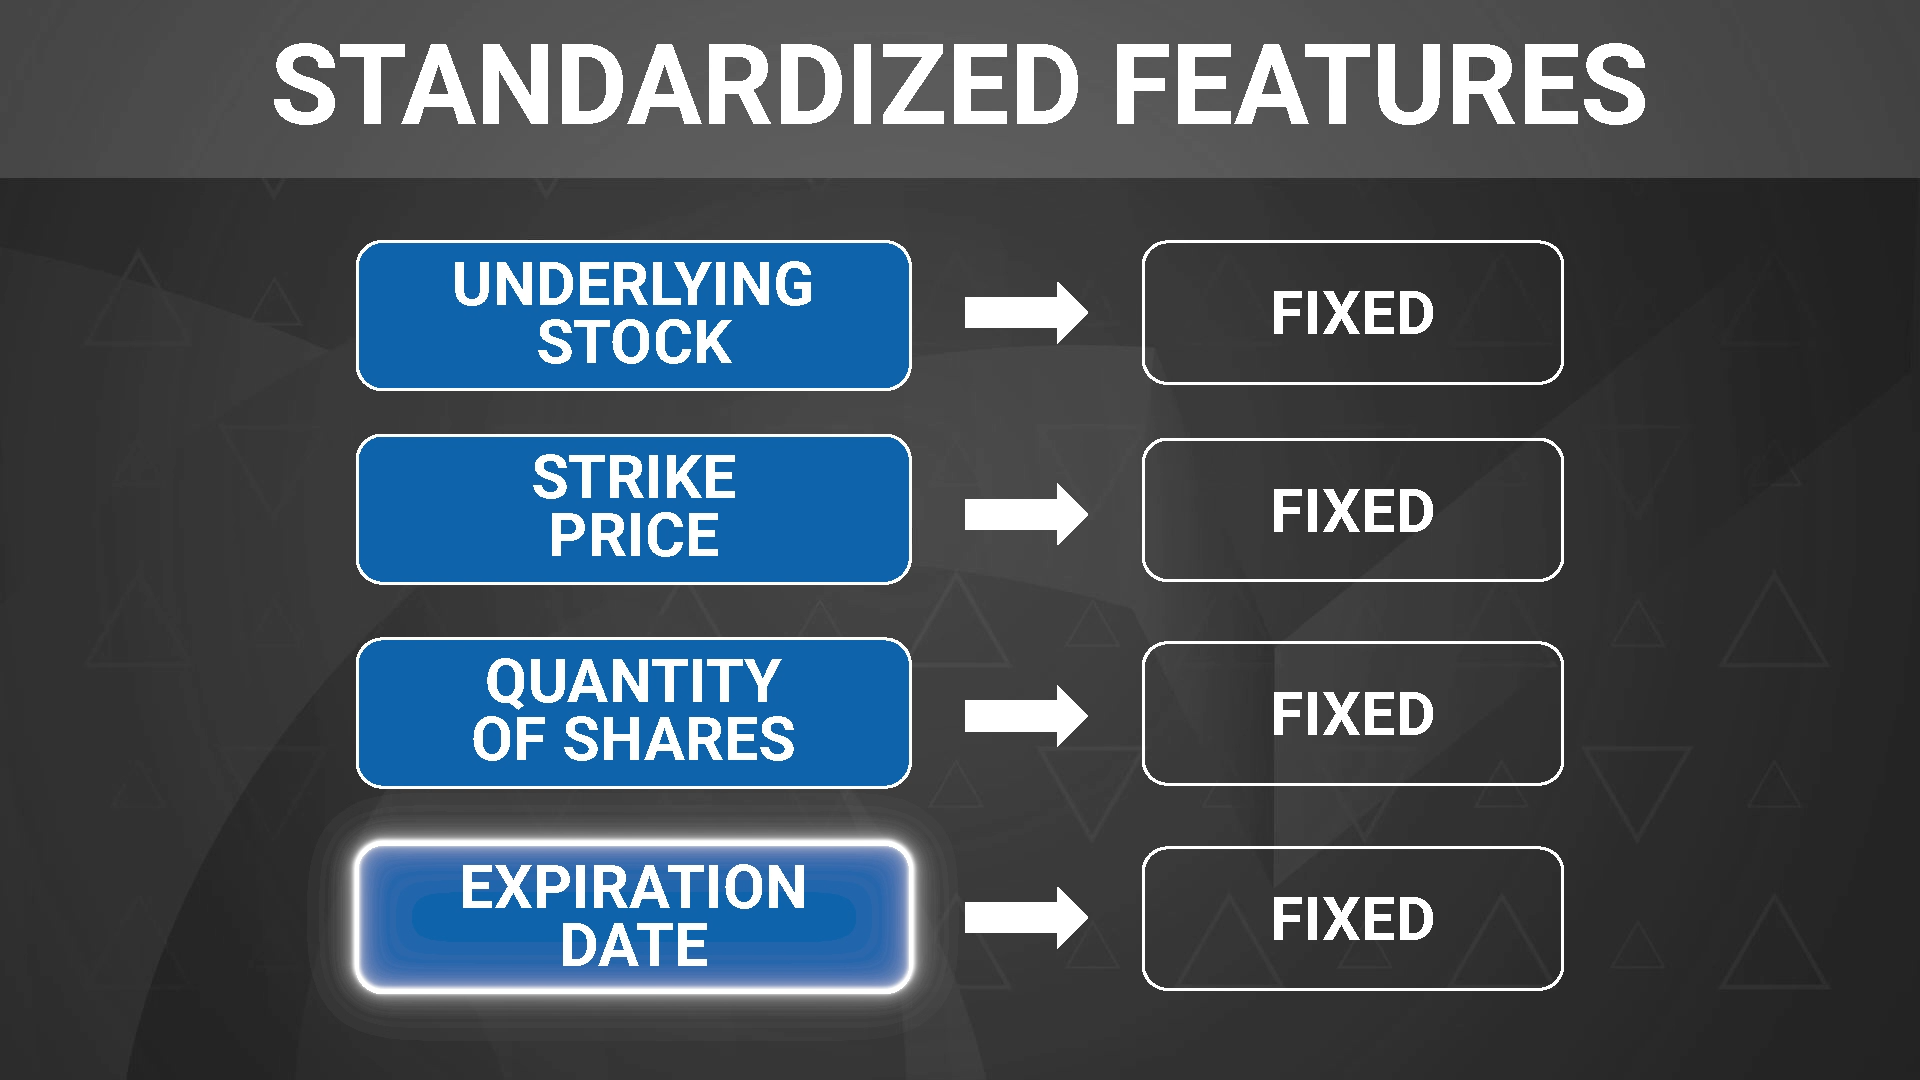 STANDARDIZED FEATURES
UNDERLYING
STOCK
FIXED
STRIKE
PRICE
FIXED
QUANTITY
OF SHARES
FIXED
EXPIRATION
DATE
FIXED